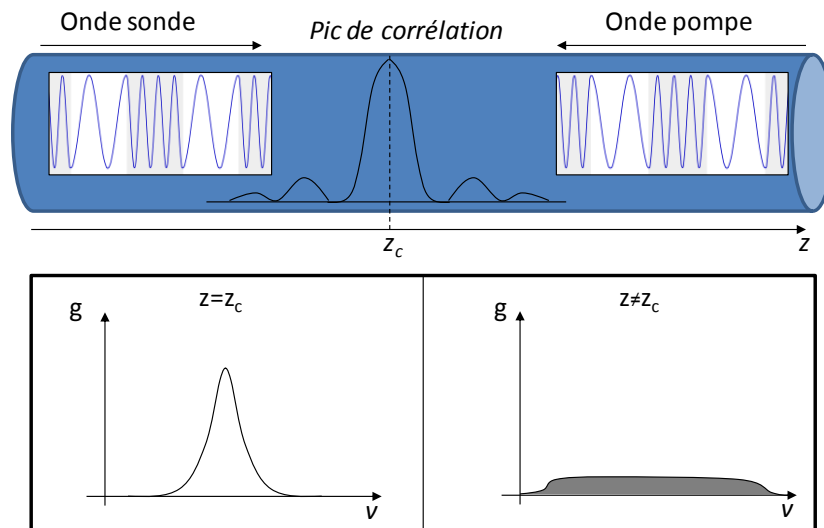 Onde sonde
Pic de corrélation
Onde pompe
z_c
z
z=z_c
g
ν
z≠z_c
g
ν